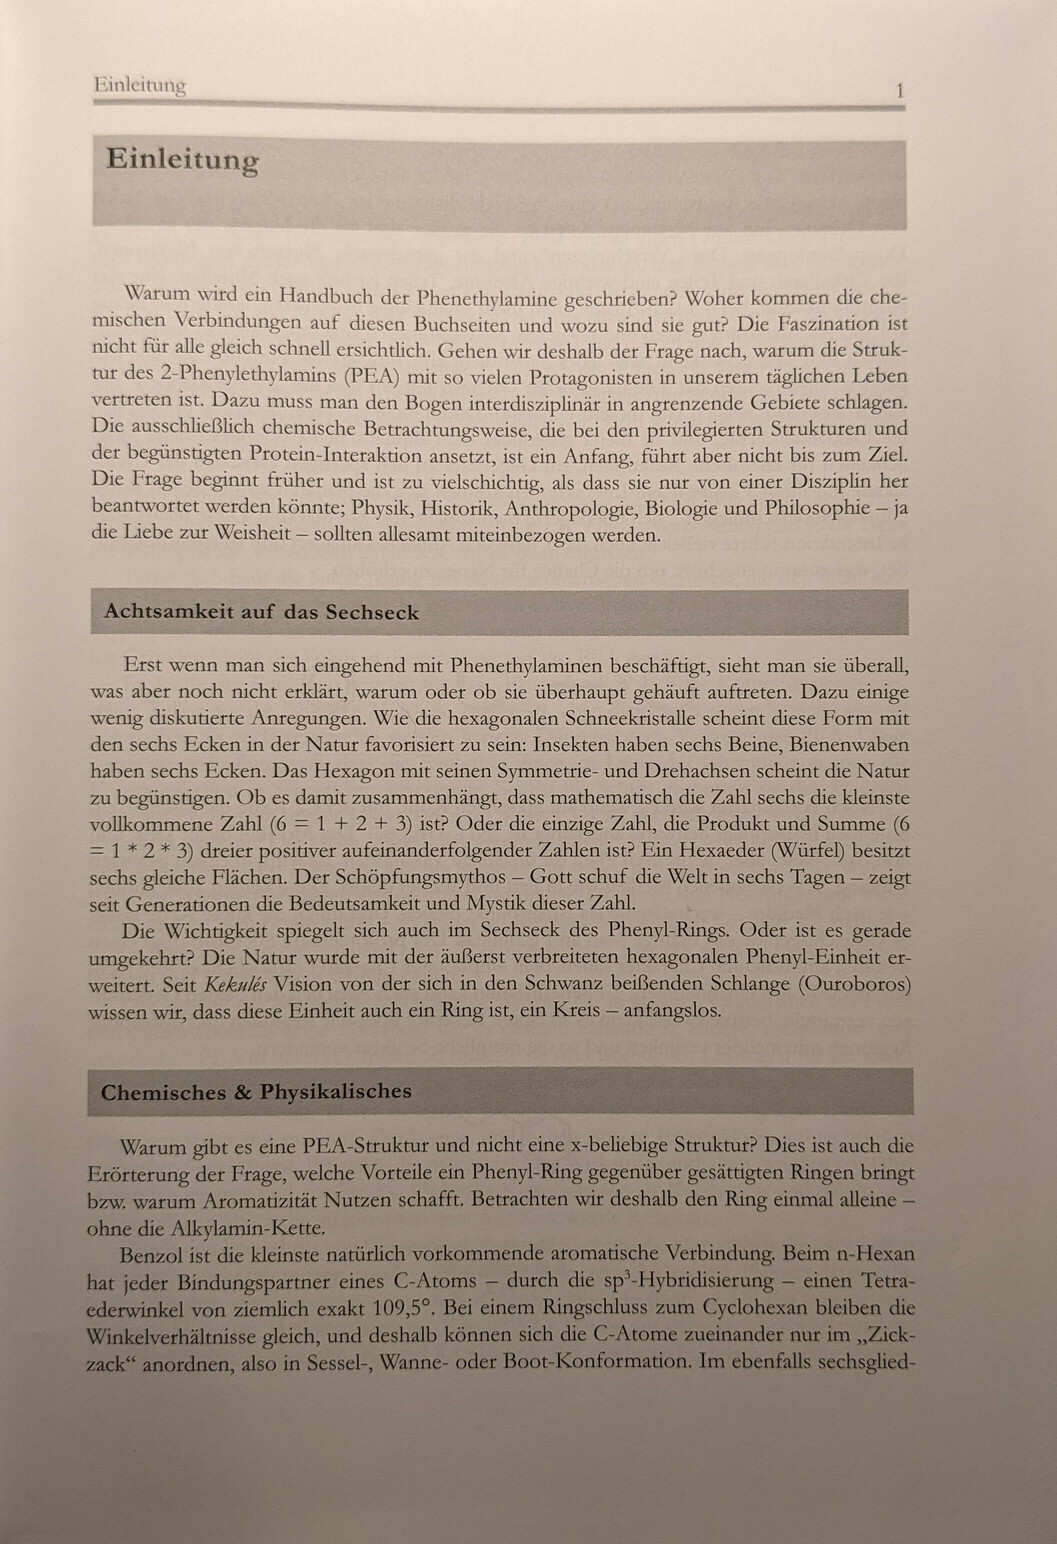 Einleitung 1
Einleitung
Warum wird ein Handbuch der Phenethylamine geschrieben? Woher kommen die che-
mischen Verbindungen auf diesen Buchseiten und wozu sind sie gut? Die Faszination ist
nicht für alle gleich schnell ersichtlich. Gehen wir deshalb der Frage nach, warum die Struk-
tur des 2-Phenylethylamins (PEA) mit so vielen Protagonisten in unserem täglichen Leben
vertreten ist. Dazu muss man den Bogen interdisziplinär in angrenzende Gebiete schlagen.
Die ausschließlich chemische Betrachtungsweise, die bei den privilegierten Strukturen und
der begünstigten Protein-Interaktion ansetzt, ist ein Anfang, führt aber nicht bis zum Ziel.
Die Frage beginnt früher und ist zu vielschichtig, als dass sie nur von einer Disziplin her
beantwortet werden könnte; Physik, Historik, Anthropologie, Biologie und Philosophie – ja
die Liebe zur Weisheit – sollten allesamt miteinbezogen werden.
Achtsamkeit auf das Sechseck
Erst wenn man sich eingehend mit Phenethylaminen beschäftigt, sieht man sie überall,
was aber noch nicht erklärt, warum oder ob sie überhaupt gehäuft auftreten. Dazu einige
wenig diskutierte Anregungen. Wie die hexagonalen Schneekristalle scheint diese Form mit
den sechs Ecken in der Natur favorisiert zu sein: Insekten haben sechs Beine, Bienenwaben
haben sechs Ecken. Das Hexagon mit seinen Symmetrie- und Drehachsen scheint die Natur
zu begünstigen. Ob es damit zusammenhängt, dass mathematisch die Zahl sechs die kleinste
vollkommene Zahl (6 = 1 + 2 + 3) ist? Oder die einzige Zahl, die Produkt und Summe (6
= 1 * 2 * 3) dreier positiver aufeinanderfolgender Zahlen ist? Ein Hexaeder (Würfel) besitzt
sechs gleiche Flächen. Der Schöpfungsmythos – Gott schuf die Welt in sechs Tagen – zeigt
seit Generationen die Bedeutsamkeit und Mystik dieser Zahl.
Die Wichtigkeit spiegelt sich auch im Sechseck des Phenyl-Rings. Oder ist es gerade
umgekehrt? Die Natur wurde mit der äußerst verbreiteten hexagonalen Phenyl-Einheit er-
weitert. Seit Kekulés Vision von der sich in den Schwanz beißenden Schlange (Ouroboros)
wissen wir, dass diese Einheit auch ein Ring ist, ein Kreis – anfangslos.
Chemisches & Physikalisches
Warum gibt es eine PEA-Struktur und nicht eine x-beliebige Struktur? Dies ist auch die
Erörterung der Frage, welche Vorteile ein Phenyl-Ring gegenüber gesättigten Ringen bringt
bzw. warum Aromatizität Nutzen schafft. Betrachten wir deshalb den Ring einmal alleine –
ohne die Alkylamin-Kette.
Benzol ist die kleinste natürlich vorkommende aromatische Verbindung. Beim n-Hexan
hat jeder Bindungspartner eines C-Atoms – durch die sp³-Hybridisierung – einen Tetra-
ederwinkel von ziemlich exakt 109,5°. Bei einem Ringschluss zum Cyclohexan bleiben die
Winkelverhältnisse gleich, und deshalb können sich die C-Atome zueinander nur im „Zick-
zack“ anordnen, also in Sessel-, Wanne- oder Boot-Konformation. Im ebenfalls sechsglied-